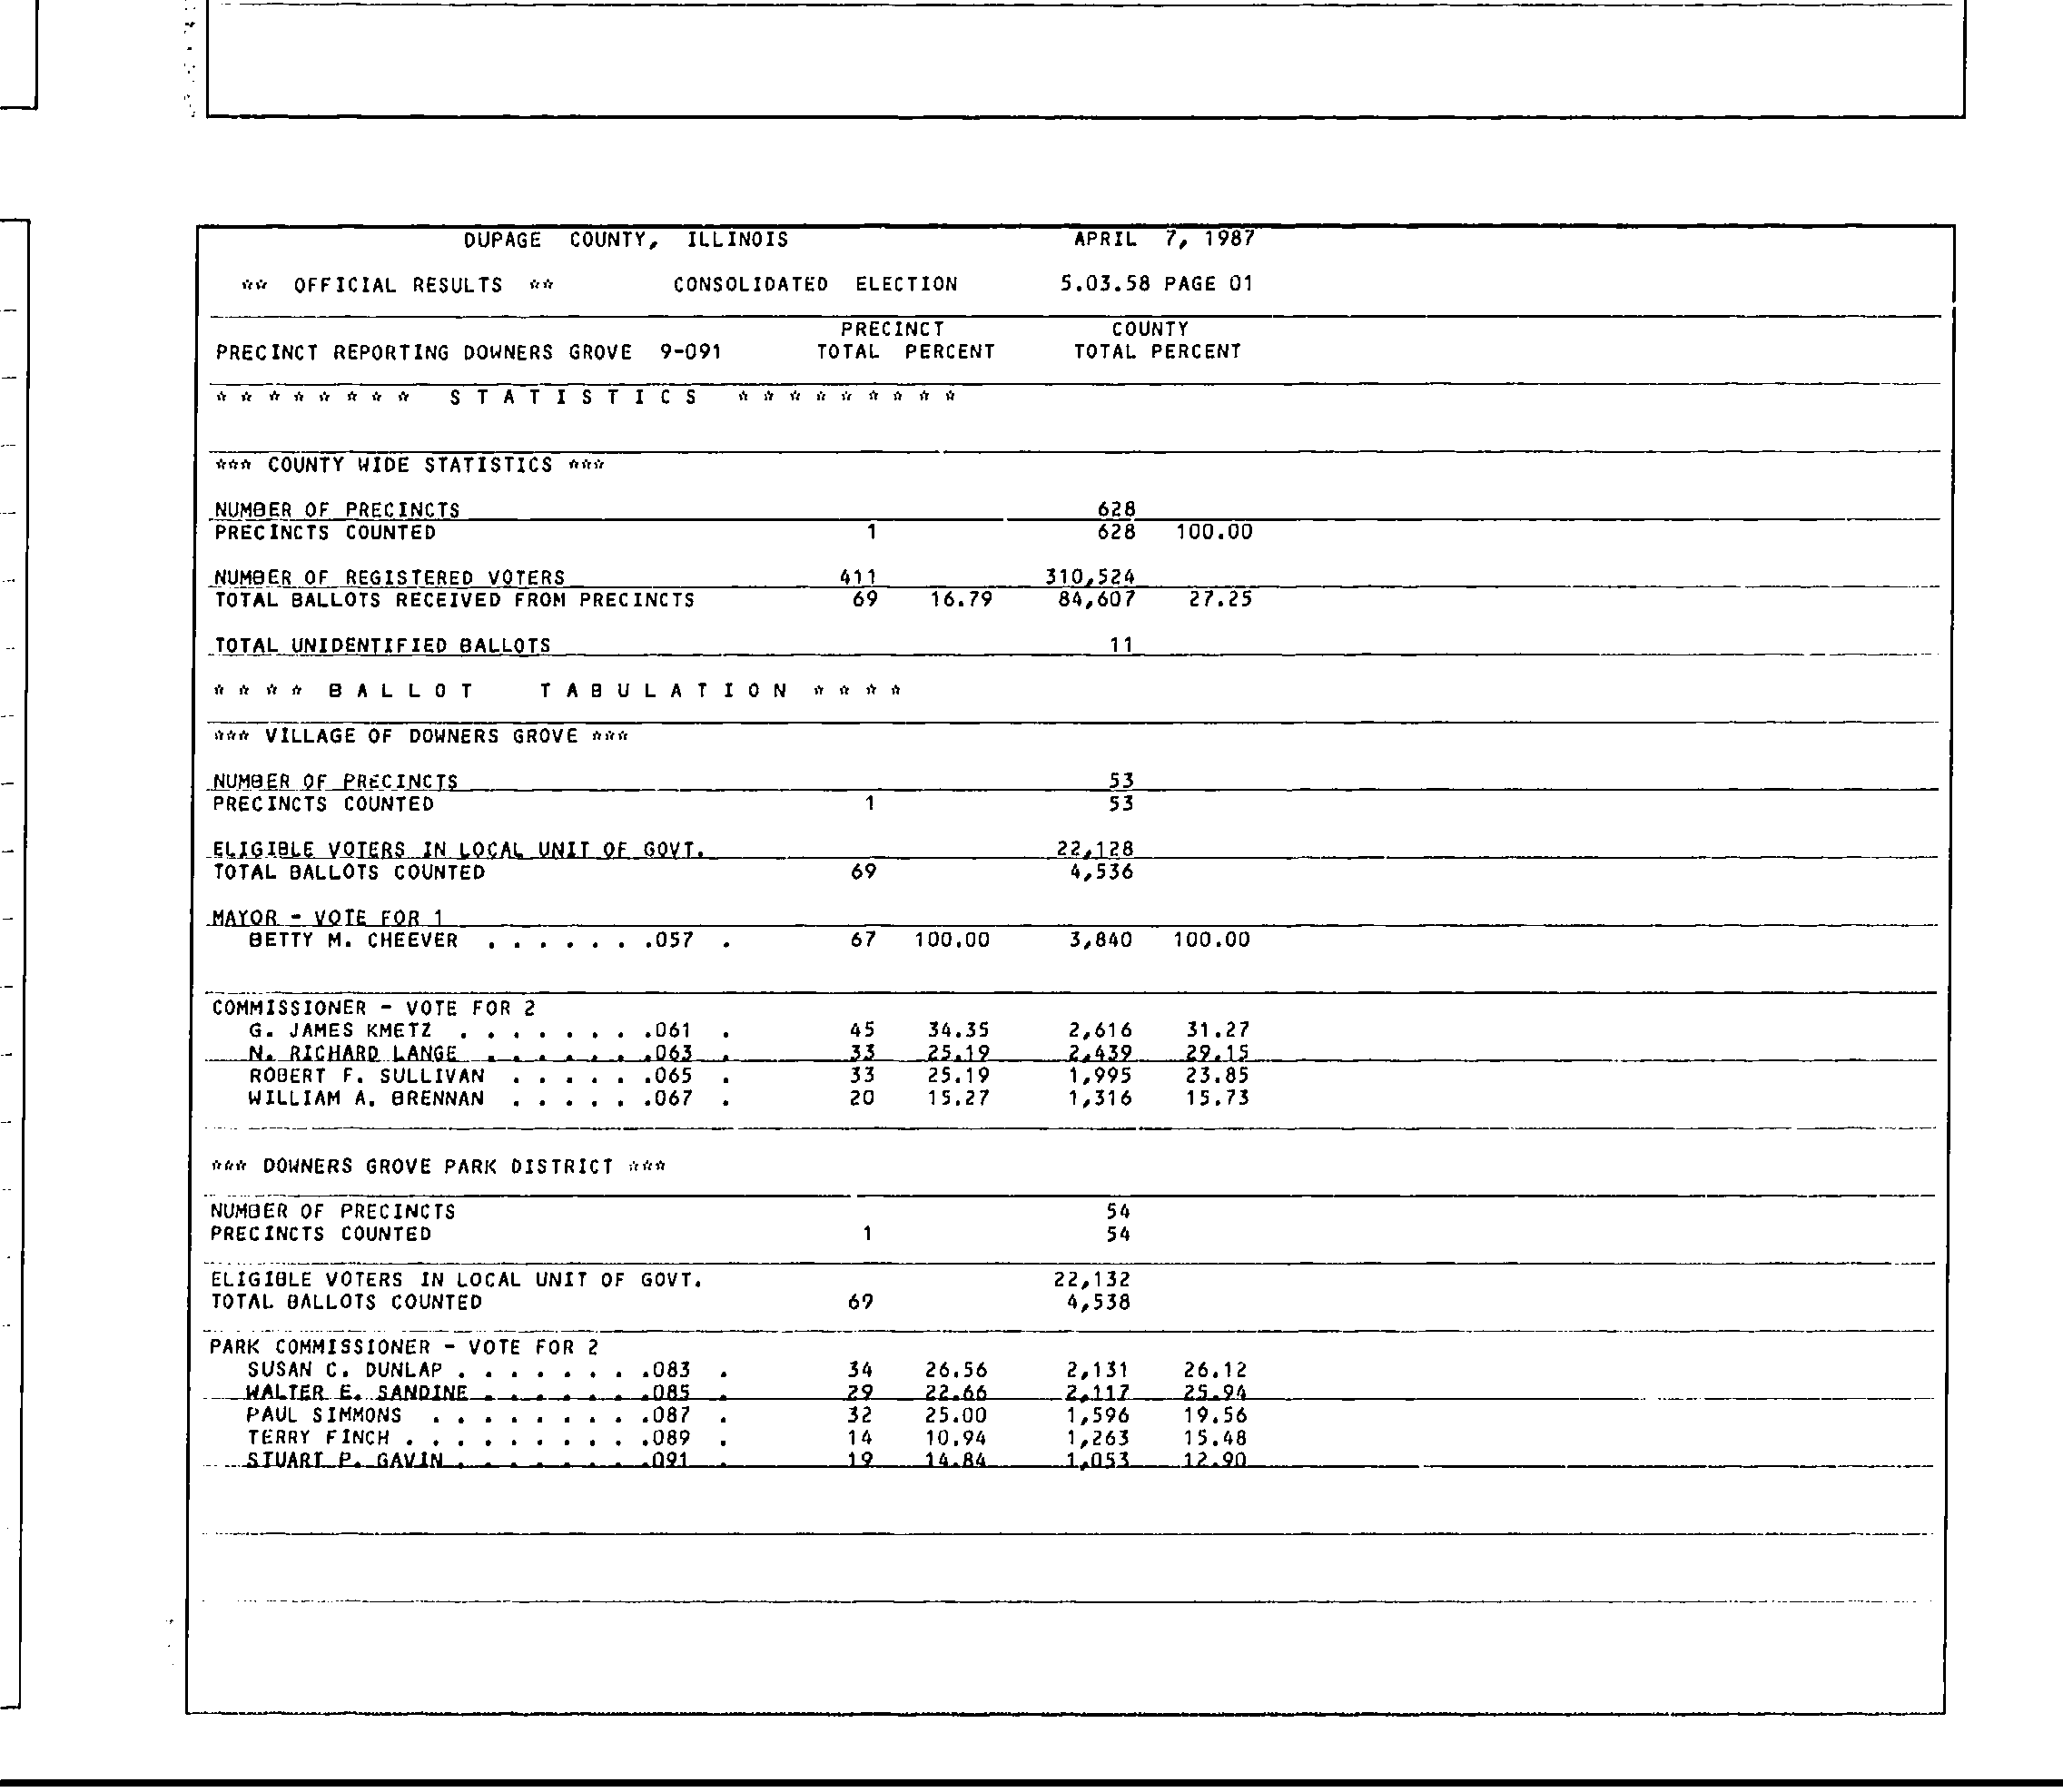 DUPAGE COUNTY, ILLINOIS APRIL 7, 1987
** OFFICIAL RESULTS ** CONSOLIDATED ELECTION 5.03.58 PAGE 01
PRECINCT COUNTY
PRECINCT REPORTING DOWNERS GROVE 9-091 TOTAL PERCENT TOTAL PERCENT
* * * * * * * * S T A T I S T I C S * * * * * * * * *
*** COUNTY WIDE STATISTICS ***
NUMBER OF PRECINCTS 628
PRECINCTS COUNTED 1 628 100.00
NUMBER OF REGISTERED VOTERS 411 310,524
TOTAL BALLOTS RECEIVED FROM PRECINCTS 69 16.79 84,607 27.25
TOTAL UNIDENTIFIED BALLOTS 11
* * * * B A L L O T T A B U L A T I O N * * * *
*** VILLAGE OF DOWNERS GROVE ***
NUMBER OF PRECINCTS 53
PRECINCTS COUNTED 1 53
ELIGIBLE VOTERS IN LOCAL UNIT OF GOVT. 22,128
TOTAL BALLOTS COUNTED 69 4,536
MAYOR - VOTE FOR 1
BETTY M. CHEEVER . . . . . . .057 . 67 100.00 3,840 100.00
COMMISSIONER - VOTE FOR 2
G. JAMES KMETZ . . . . . . . .061 . 45 34.35 2,616 31.27
N. RICHARD LANGE . . . . . . .063 . 33 25.19 2,439 29.15
ROBERT F. SULLIVAN . . . . . .065 . 33 25.19 1,995 23.85
WILLIAM A. BRENNAN . . . . . .067 . 20 15.27 1,316 15.73
*** DOWNERS GROVE PARK DISTRICT ***
NUMBER OF PRECINCTS 54
PRECINCTS COUNTED 1 54
ELIGIBLE VOTERS IN LOCAL UNIT OF GOVT. 22,132
TOTAL BALLOTS COUNTED 69 4,538
PARK COMMISSIONER - VOTE FOR 2
SUSAN C. DUNLAP . . . . . . . .083 . 34 26.56 2,131 26.12
WALTER E. SANDINE . . . . . . .085 . 29 22.66 2,117 25.94
PAUL SIMMONS . . . . . . . . .087 . 32 25.00 1,596 19.56
TERRY FINCH . . . . . . . . . .089 . 14 10.94 1,263 15.48
STUART P. GAVIN . . . . . . . .091 . 19 14.84 1,053 12.90